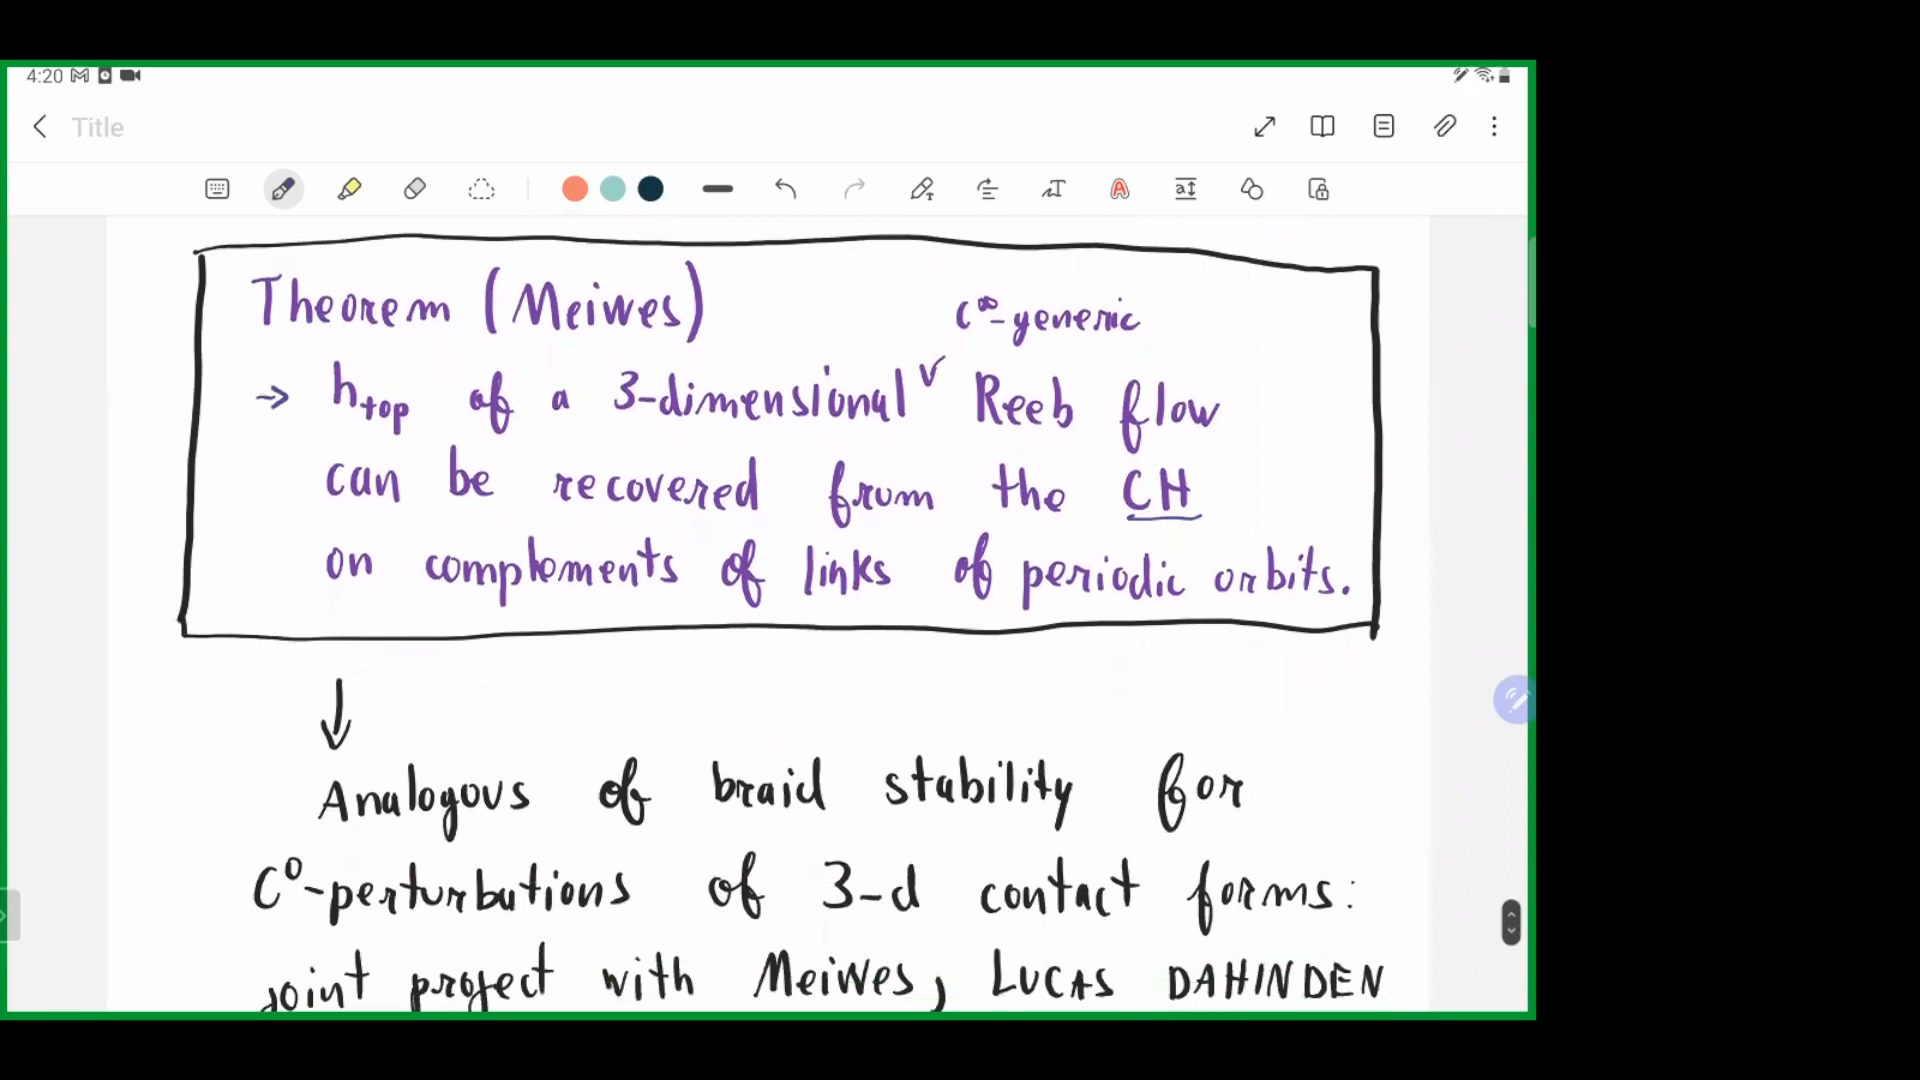 4:20
Title
Theorem (Meiwes)
C∞-generic
→ htop of a 3-dimensional ∨ Reeb flow
can be recovered from the CH
on complements of links of periodic orbits.
↓
Analogous of braid stability for
C⁰-perturbations of 3-d contact forms:
joint project with Meiwes, LUCAS DAHINDEN